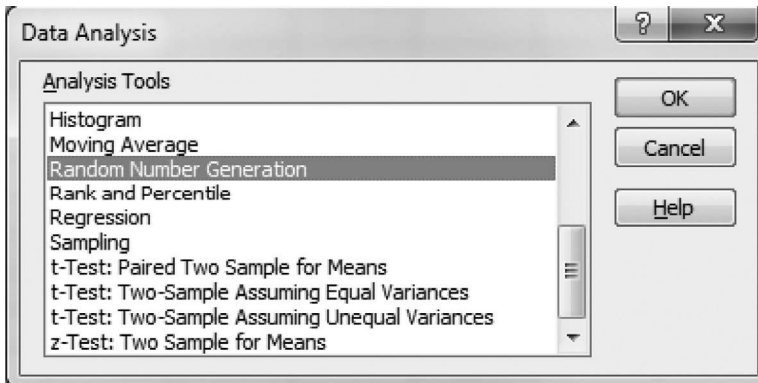 Data Analysis
?
X
Analysis Tools
Histogram
Moving Average
Random Number Generation
Rank and Percentile
Regression
Sampling
t-Test: Paired Two Sample for Means
t-Test: Two-Sample Assuming Equal Variances
t-Test: Two-Sample Assuming Unequal Variances
z-Test: Two Sample for Means
OK
Cancel
Help